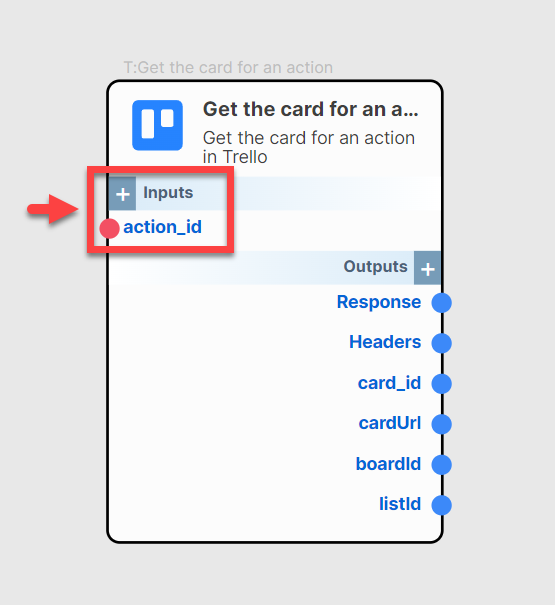 T:Get the card for an action
Get the card for an a...
Get the card for an action
in Trello
+ Inputs
action_id
Outputs +
Response
Headers
card_id
cardUrl
boardId
listId